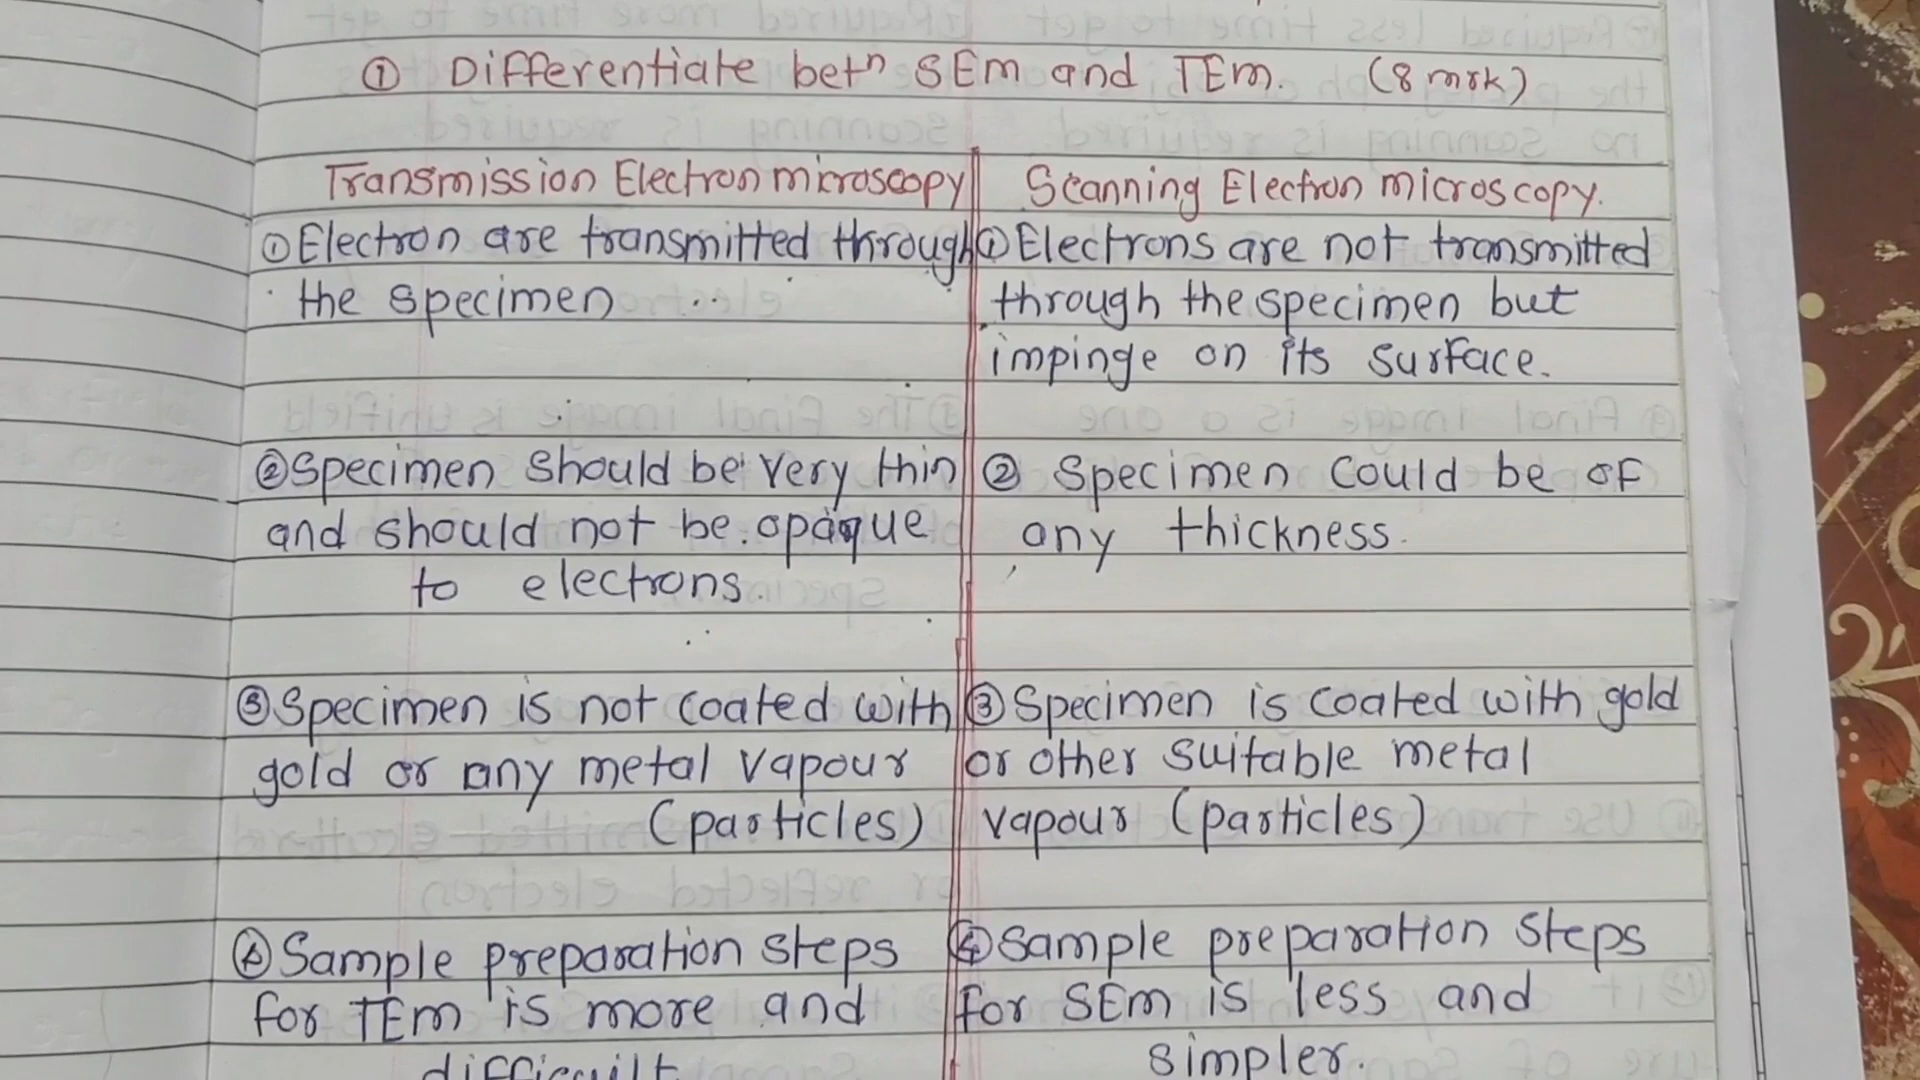 ① Differentiate betn SEM and TEM. (8 mrk)
Transmission Electron microscopy
① Electron are transmitted through
the specimen
② Specimen should be very thin
and should not be opaque
to electrons.
③ Specimen is not coated with
gold or any metal vapour
(particles)
④ Sample preparation steps
for TEM is more and
difficuilt
Scanning Electron microscopy.
① Electrons are not transmitted
through the specimen but
impinge on its surface.
② Specimen could be of
any thickness.
③ Specimen is coated with gold
or other suitable metal
vapour (particles)
④ Sample preparation steps
for SEM is less and
simpler.